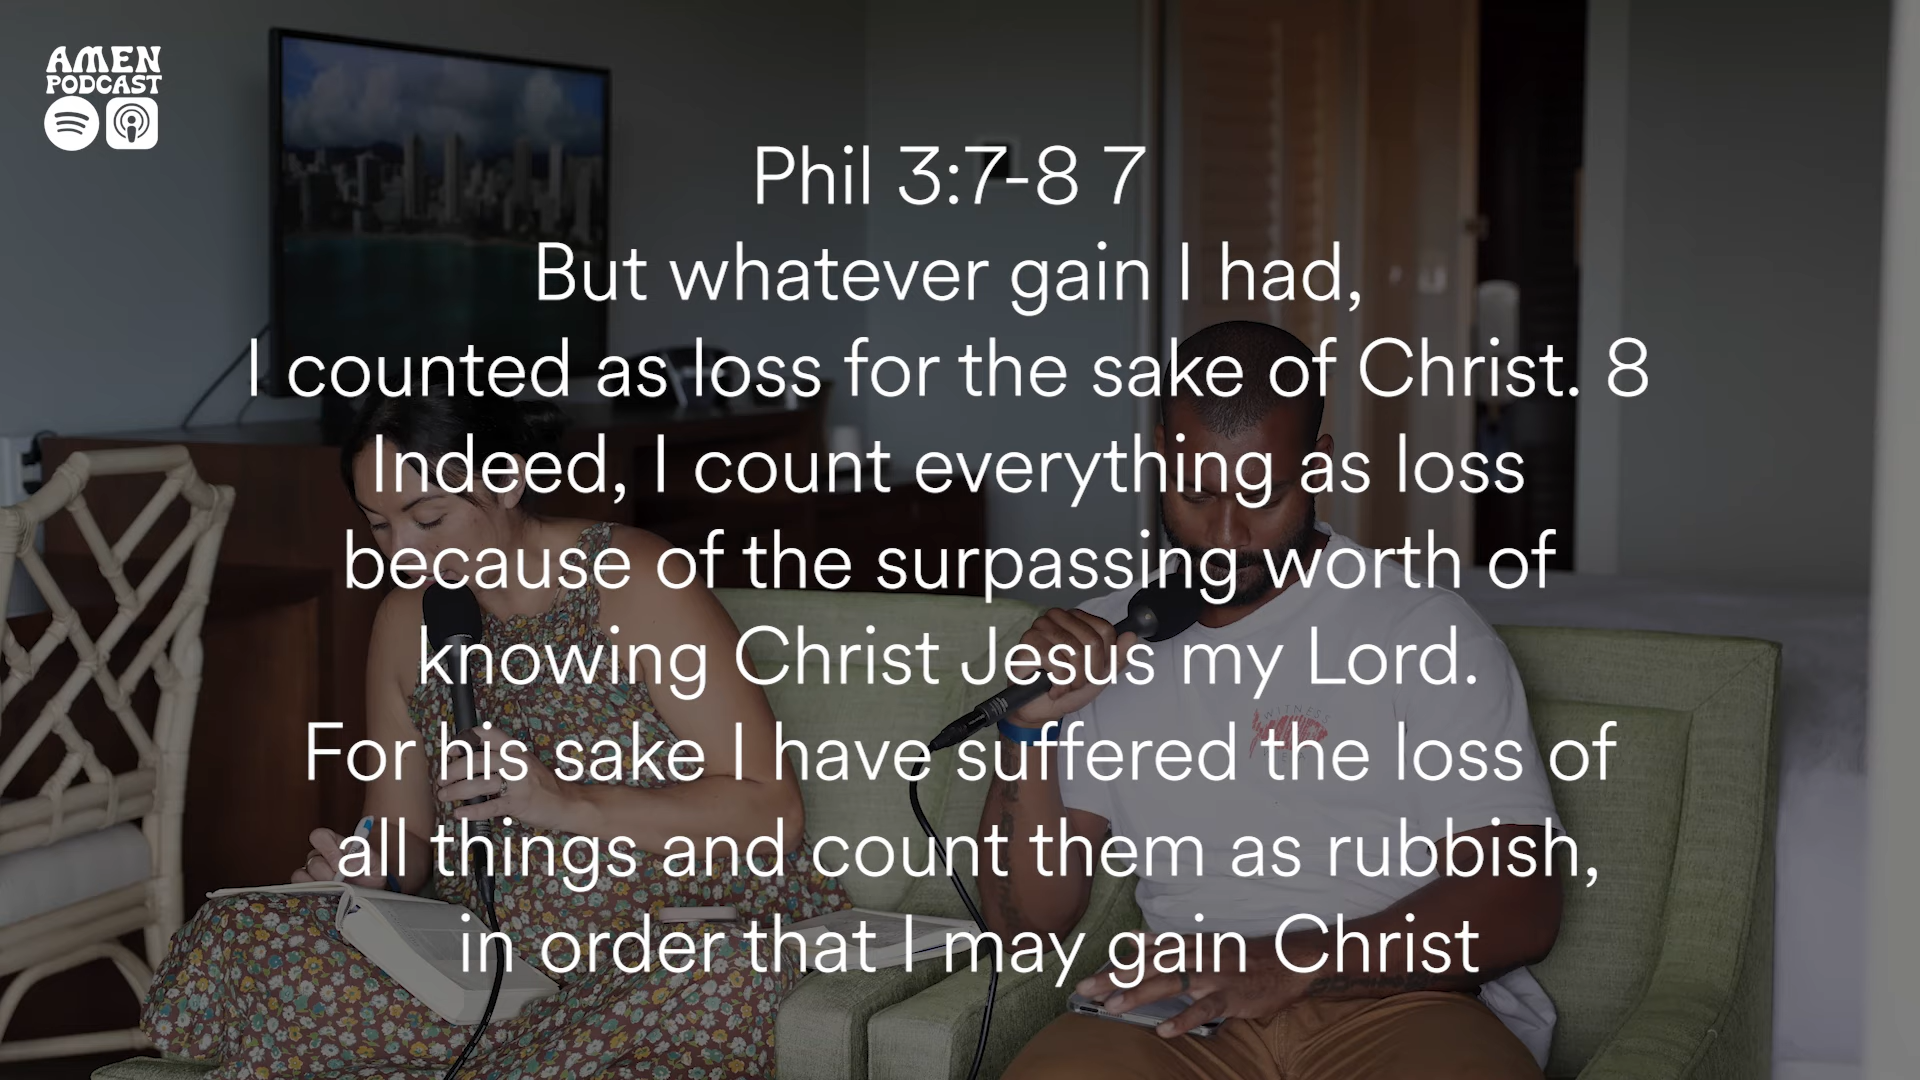 AMEN
PODCAST
Phil 3:7-8 7
But whatever gain I had,
I counted as loss for the sake of Christ. 8
Indeed, I count everything as loss
because of the surpassing worth of
knowing Christ Jesus my Lord.
For his sake I have suffered the loss of
all things and count them as rubbish,
in order that I may gain Christ
WITNESS